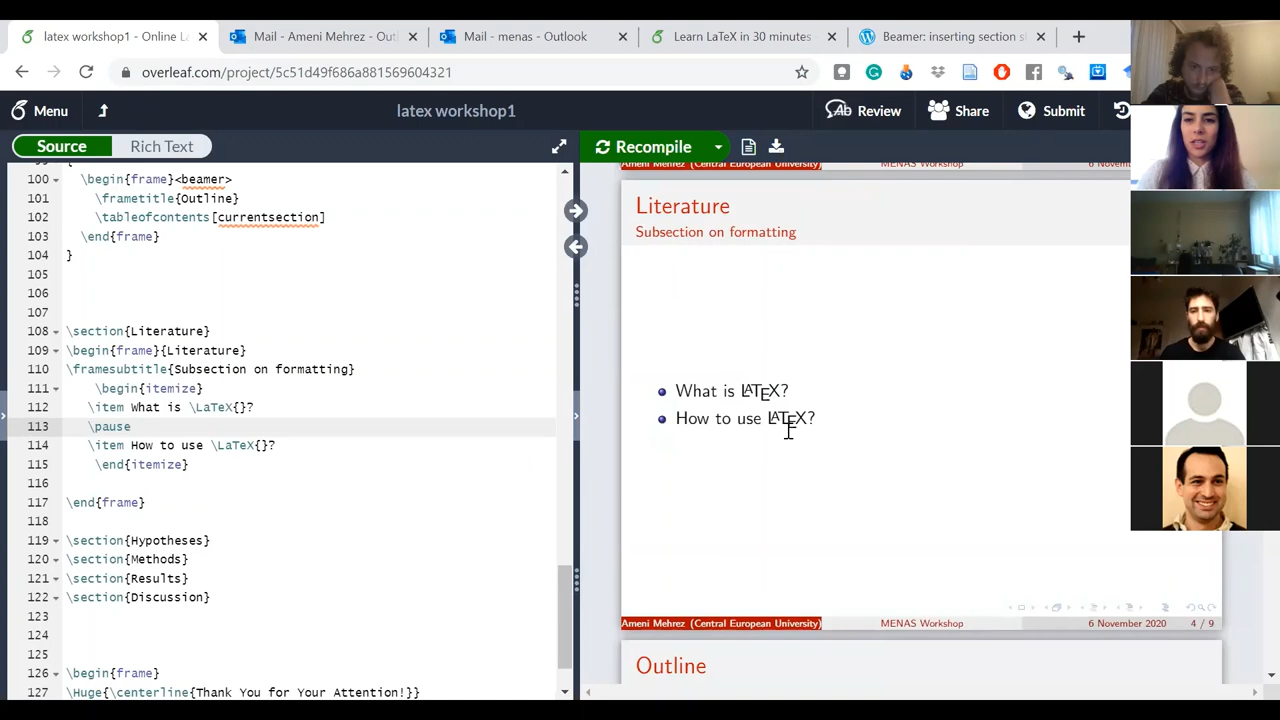 latex workshop1 - Online La
Mail - Ameni Mehrez - Outl
Mail - menas - Outlook
Learn LaTeX in 30 minutes
Beamer: inserting section sl
overleaf.com/project/5c51d49f686a881569604321
Menu
latex workshop1
Review
Share
Submit
Source
Rich Text
Recompile
100 \begin{frame}<beamer>
101 \frametitle{Outline}
102 \tableofcontents[currentsection]
103 \end{frame}
104 }
105
106
107
108 \section{Literature}
109 \begin{frame}{Literature}
110 \framesubtitle{Subsection on formatting}
111 \begin{itemize}
112 \item What is \LaTeX{}?
113 \pause
114 \item How to use \LaTeX{}?
115 \end{itemize}
116
117 \end{frame}
118
119 \section{Hypotheses}
120 \section{Methods}
121 \section{Results}
122 \section{Discussion}
123
124
125
126 \begin{frame}
127 \Huge{\centerline{Thank You for Your Attention!}}
Ameni Mehrez (Central European University) MENAS Workshop 6 November
Literature
Subsection on formatting
What is LATEX?
How to use LATEX?
Ameni Mehrez (Central European University) MENAS Workshop 6 November 2020 4 / 9
Outline